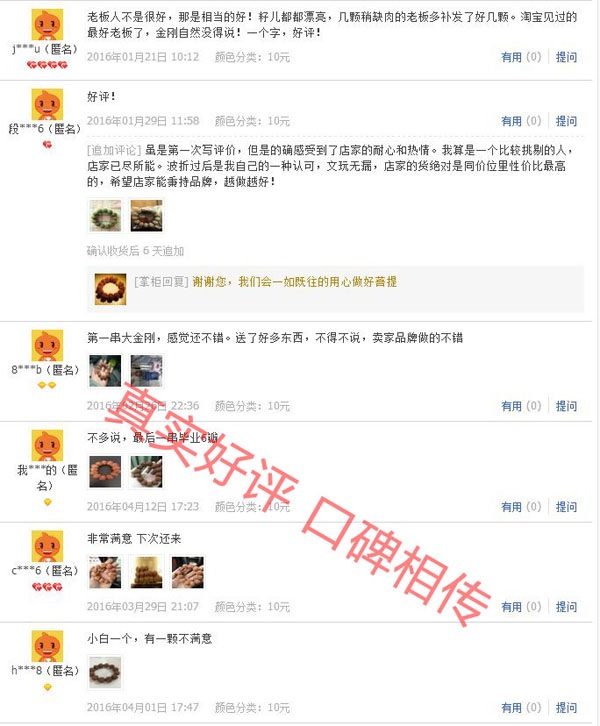 老板人不是很好，那是相当的好！籽儿都都漂亮，几颗稍缺肉的老板多补发了好几颗。淘宝见过的
最好老板了，金刚自然没得说！一个字，好评！
j***u（匿名）
2016年01月21日 10:12 颜色分类：10元 有用 (0) 提问
好评！
段***6（匿名）
2016年01月29日 11:58 颜色分类：10元 有用 (0) 提问
[追加评论] 虽是第一次写评价，但是的确感受到了店家的耐心和热情。我算是一个比较挑剔的人，
店家已尽所能。波折过后是我自己的一种认可，文玩无漏，店家的货绝对是同价位里性价比最高
的，希望店家能秉持品牌，越做越好！
确认收货后 6 天追加
[掌柜回复] 谢谢您，我们会一如既往的用心做好菩提
第一串大金刚，感觉还不错。送了好多东西，不得不说，卖家品牌做的不错
8***b（匿名）
2016年02月26日 22:36 颜色分类：10元 有用 (0) 提问
不多说，最后一串毕业6瓣
我***的（匿
名）
2016年04月12日 17:23 颜色分类：10元 有用 (0) 提问
非常满意 下次还来
c***6（匿名）
2016年03月29日 21:07 颜色分类：10元 有用 (0) 提问
小白一个，有一颗不满意
h***8（匿名）
2016年04月01日 17:47 颜色分类：10元 有用 (0) 提问
真实好评 口碑相传